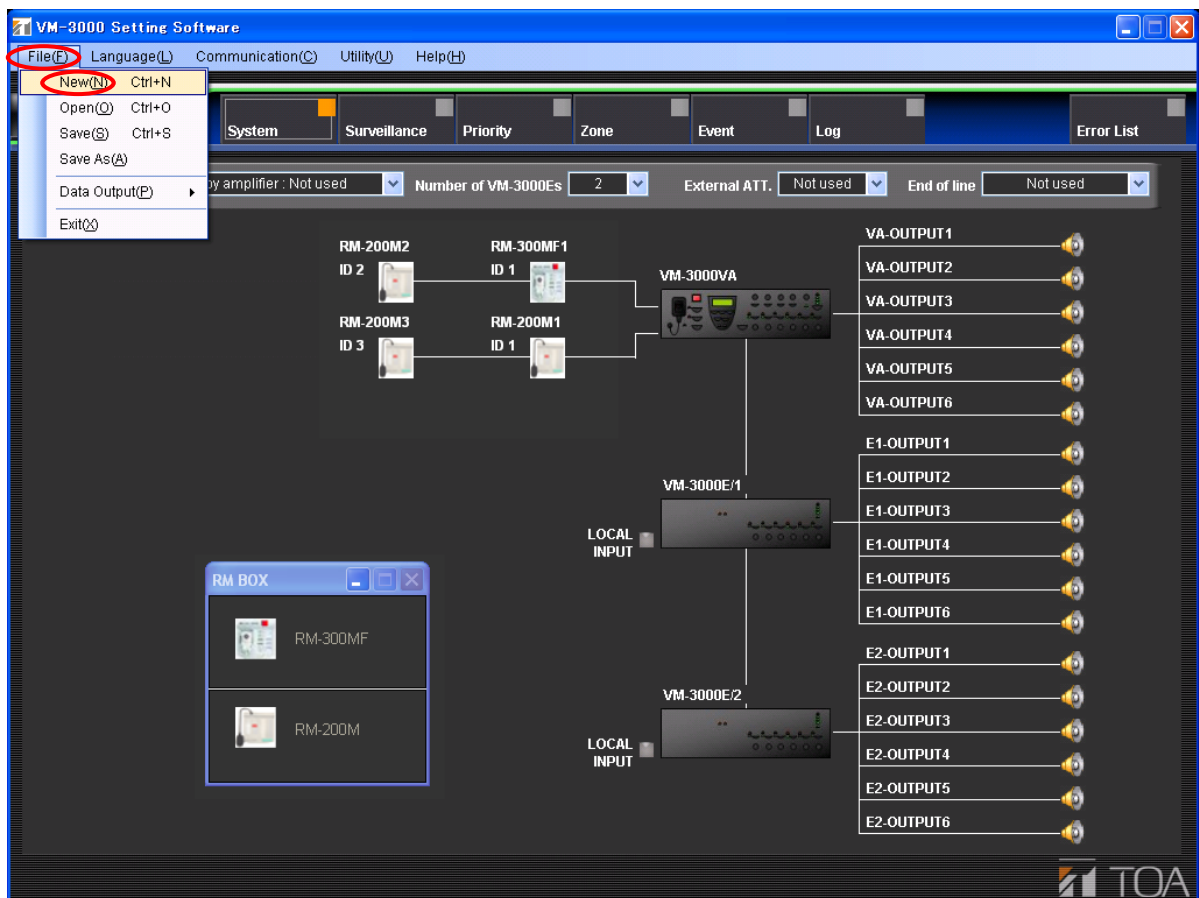 VM-3000 Setting Software
File(F) Language(L) Communication(C) Utility(U) Help(H)
New(N) Ctrl+N
Open(O) Ctrl+O
Save(S) Ctrl+S
Save As(A)
Data Output(P)
Exit(X)
System Surveillance Priority Zone Event Log Error List
by amplifier : Not used Number of VM-3000Es 2 External ATT. Not used End of line Not used
RM-200M2 RM-300MF1
ID 2 ID 1
RM-200M3 RM-200M1
ID 3 ID 1
VM-3000VA
VA-OUTPUT1
VA-OUTPUT2
VA-OUTPUT3
VA-OUTPUT4
VA-OUTPUT5
VA-OUTPUT6
VM-3000E/1
LOCAL
INPUT
E1-OUTPUT1
E1-OUTPUT2
E1-OUTPUT3
E1-OUTPUT4
E1-OUTPUT5
E1-OUTPUT6
RM BOX
RM-300MF
RM-200M
VM-3000E/2
LOCAL
INPUT
E2-OUTPUT1
E2-OUTPUT2
E2-OUTPUT3
E2-OUTPUT4
E2-OUTPUT5
E2-OUTPUT6
TOA